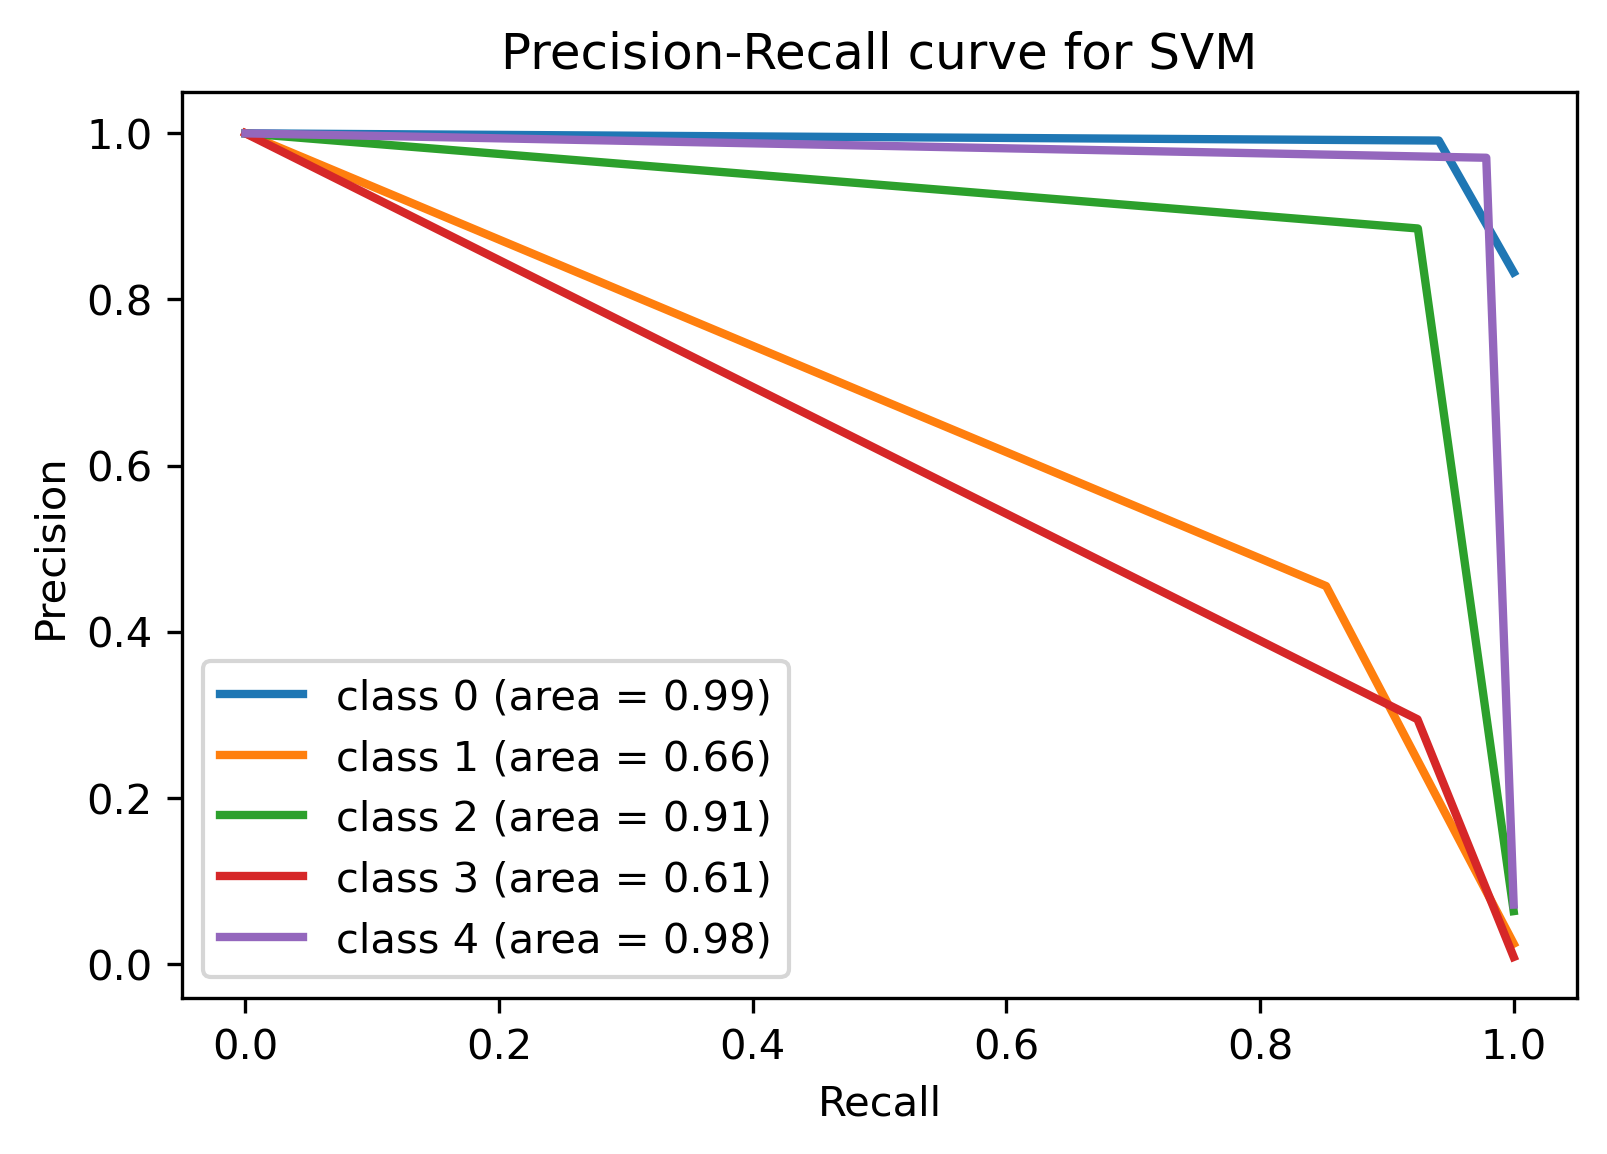 Precision-Recall curve for SVM
1.0
0.8
0.6
0.4
0.2
0.0
Precision
class 0 (area = 0.99)
class 1 (area = 0.66)
class 2 (area = 0.91)
class 3 (area = 0.61)
class 4 (area = 0.98)
0.0 0.2 0.4 0.6 0.8 1.0
Recall